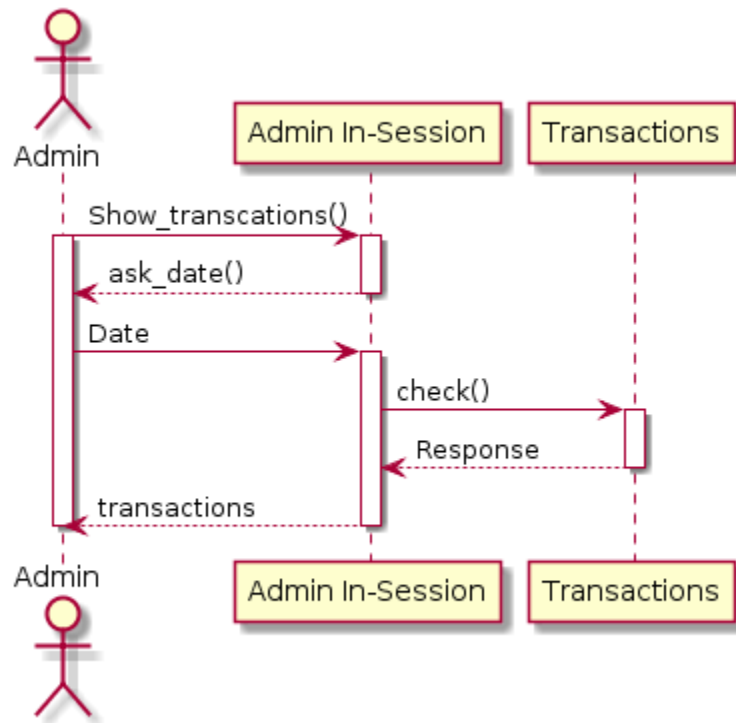 Admin
Admin In-Session
Transactions
Show_transcations()
ask_date()
Date
check()
Response
transactions
Admin
Admin In-Session
Transactions